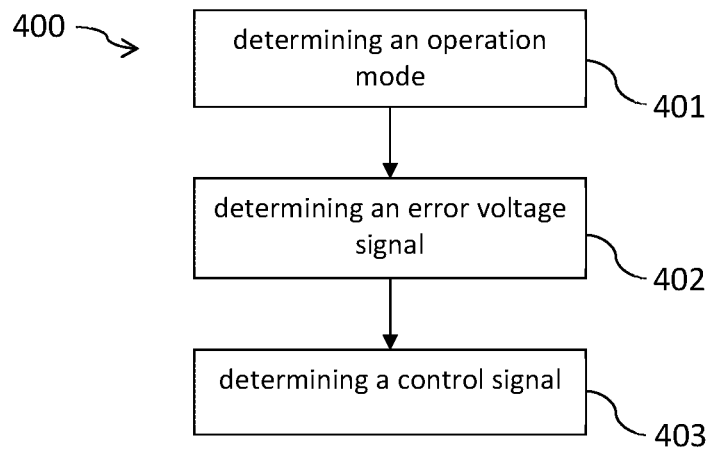 400
determining an operation
mode
401
determining an error voltage
signal
402
determining a control signal
403